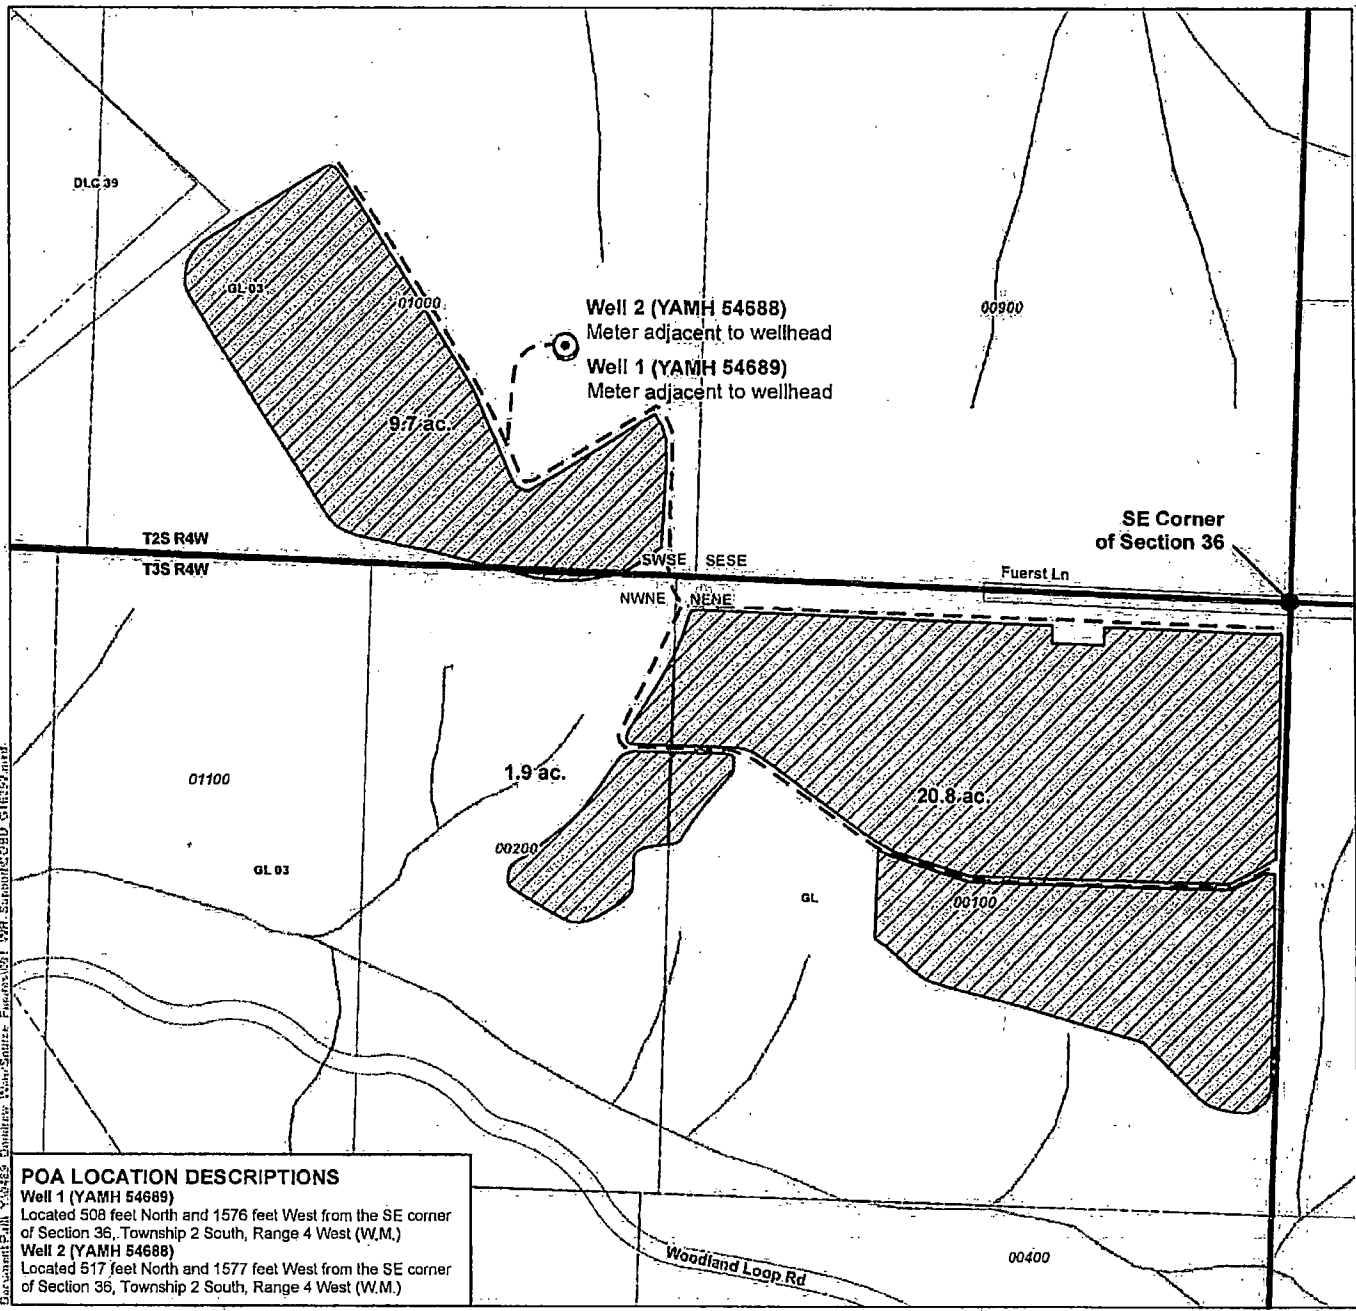 DLC 39
GL 03
01000
Well 2 (YAMH 54688)
Meter adjacent to wellhead
Well 1 (YAMH 54689)
Meter adjacent to wellhead
00900
9.7 ac.
SE Corner
of Section 36
T2S R4W
T3S R4W
SWSE SESE
Fuerst Ln
NWNE NENE
01100
1.9 ac.
20.8 ac.
00200
GL 03
GL
00100
POA LOCATION DESCRIPTIONS
Well 1 (YAMH 54689)
Located 508 feet North and 1576 feet West from the SE corner
of Section 36, Township 2 South, Range 4 West (W.M.)
Well 2 (YAMH 54688)
Located 517 feet North and 1577 feet West from the SE corner
of Section 36, Township 2 South, Range 4 West (W.M.)
Woodland Loop Rd
00400